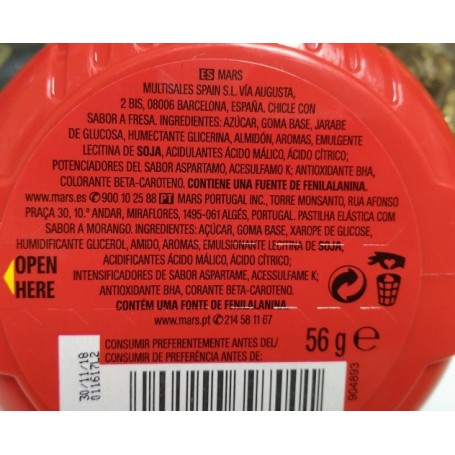 ES MARS
MULTISALES SPAIN S.L. VÍA AUGUSTA,
2 BIS, 08006 BARCELONA, ESPAÑA. CHICLE CON
SABOR A FRESA. INGREDIENTES: AZÚCAR, GOMA BASE, JARABE
DE GLUCOSA, HUMECTANTE GLICERINA, ALMIDÓN, AROMAS, EMULGENTE
LECITINA DE SOJA, ACIDULANTES ÁCIDO MÁLICO, ÁCIDO CÍTRICO;
POTENCIADORES DEL SABOR ASPARTAMO, ACESULFAMO K; ANTIOXIDANTE BHA,
COLORANTE BETA-CAROTENO. CONTIENE UNA FUENTE DE FENILALANINA.
www.mars.es 900 10 25 88 PT MARS PORTUGAL INC., TORRE MONSANTO, RUA AFONSO
PRAÇA 30, 10.º ANDAR, MIRAFLORES, 1495-061 ALGÉS, PORTUGAL. PASTILHA ELÁSTICA COM
SABOR A MORANGO. INGREDIENTES: AÇÚCAR, GOMA BASE, XAROPE DE GLICOSE,
HUMIDIFICANTE GLICEROL, AMIDO, AROMAS, EMULSIONANTE LECITINA DE SOJA,
ACIDIFICANTES ÁCIDO MÁLICO, ÁCIDO CÍTRICO;
INTENSIFICADORES DE SABOR ASPARTAME, ACESSULFAME K;
ANTIOXIDANTE BHA, CORANTE BETA-CAROTENO.
CONTÉM UMA FONTE DE FENILALANINA.
www.mars.pt 214 58 11 67
OPEN
HERE
CONSUMIR PREFERENTEMENTE ANTES DEL/
CONSUMIR DE PREFERÊNCIA ANTES DE:
56 g e
30/11/18
011617L2
904893